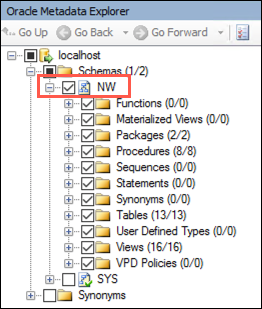 Oracle Metadata Explorer
Go Up Go Back Go Forward
localhost
Schemas (1/2)
NW
Functions (0/0)
Materialized Views (0/0)
Packages (2/2)
Procedures (8/8)
Sequences (0/0)
Statements (0/0)
Synonyms (0/0)
Tables (13/13)
User Defined Types (0/0)
Views (16/16)
VPD Policies (0/0)
SYS
Synonyms